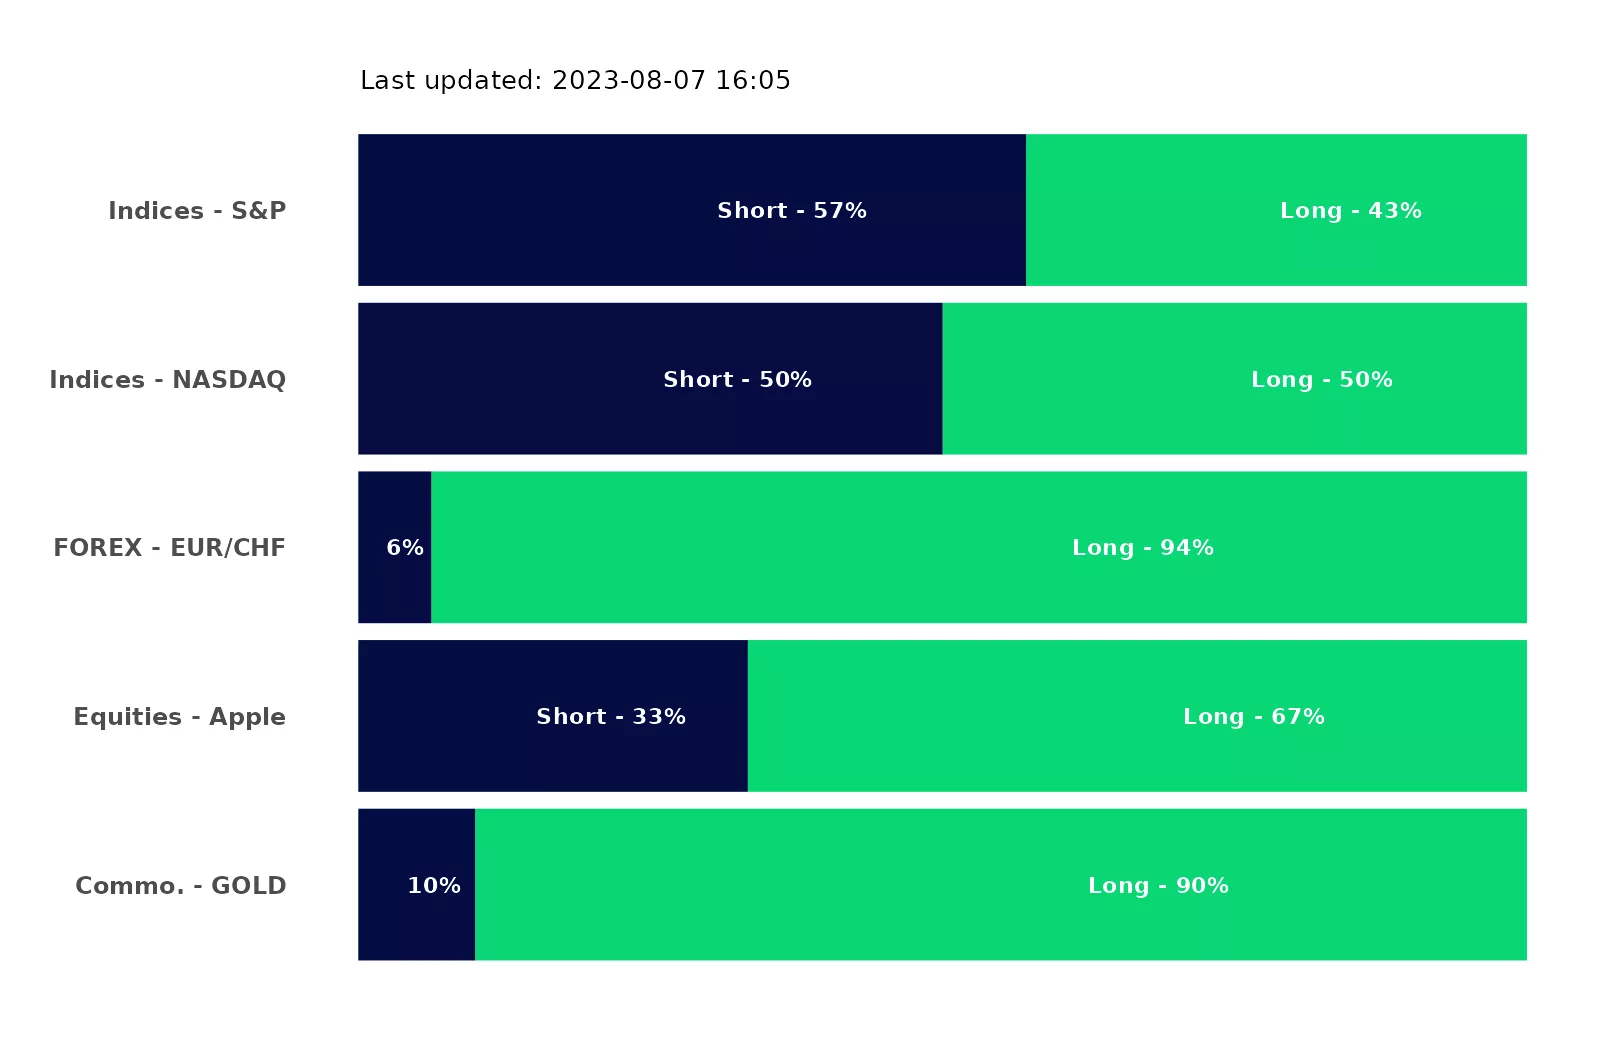 Last updated: 2023-08-07 16:05
Indices - S&P Short - 57% Long - 43%
Indices - NASDAQ Short - 50% Long - 50%
FOREX - EUR/CHF 6% Long - 94%
Equities - Apple Short - 33% Long - 67%
Commo. - GOLD 10% Long - 90%